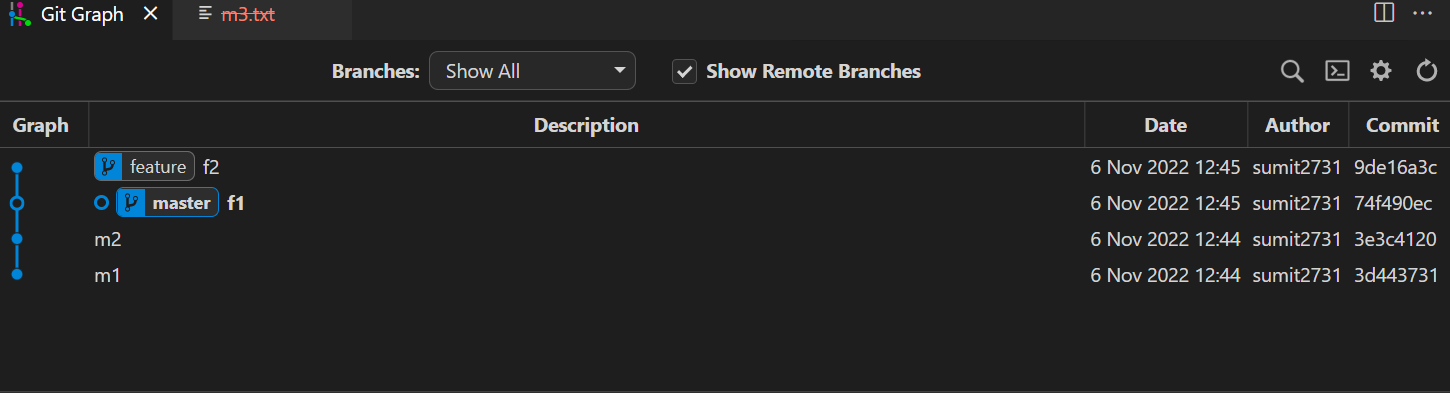 Git Graph m3.txt
Branches: Show All Show Remote Branches
Graph Description Date Author Commit
feature f2 6 Nov 2022 12:45 sumit2731 9de16a3c
master f1 6 Nov 2022 12:45 sumit2731 74f490ec
m2 6 Nov 2022 12:44 sumit2731 3e3c4120
m1 6 Nov 2022 12:44 sumit2731 3d443731